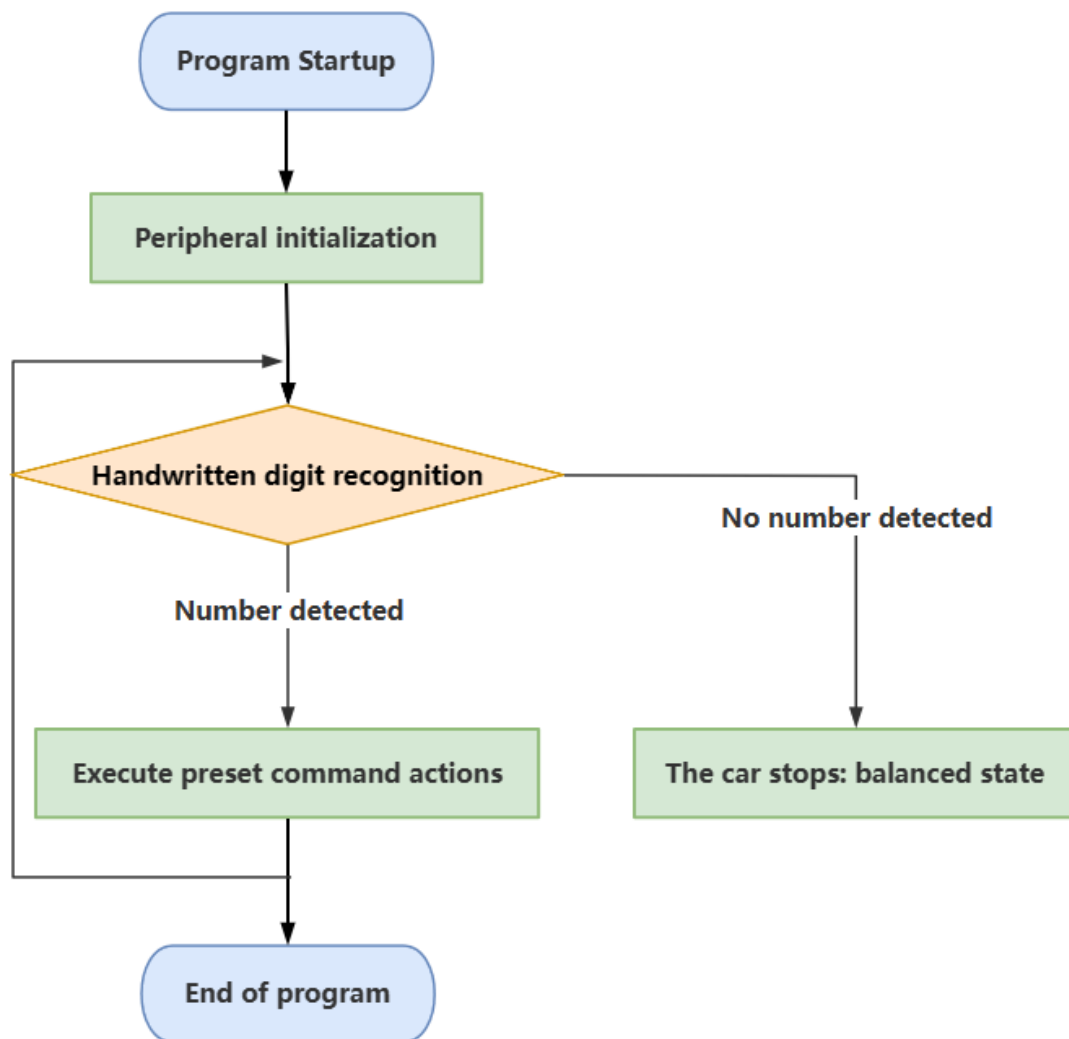 Program Startup
Peripheral initialization
Handwritten digit recognition
No number detected
Number detected
Execute preset command actions
The car stops: balanced state
End of program